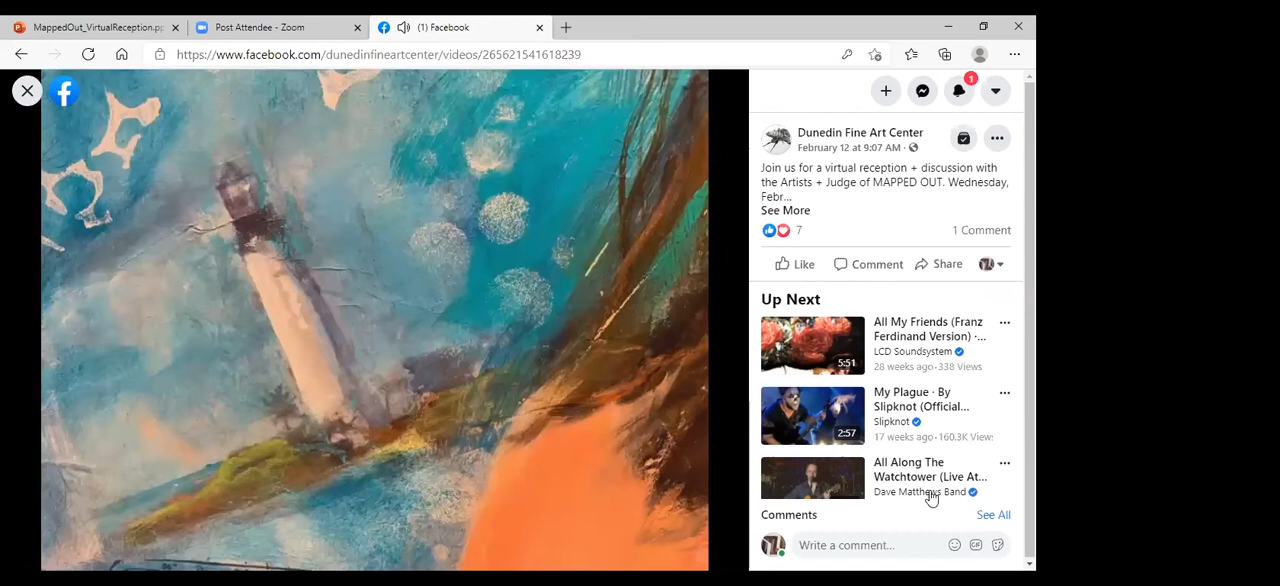 MappedOut_VirtualReception.pp
Post Attendee - Zoom
(1) Facebook
https://www.facebook.com/dunedinfineartcenter/videos/265621541618239
1
Dunedin Fine Art Center
February 12 at 9:07 AM ·
Join us for a virtual reception + discussion with
the Artists + Judge of MAPPED OUT. Wednesday,
Febr...
See More
7
1 Comment
Like
Comment
Share
Up Next
All My Friends (Franz
Ferdinand Version) ·...
LCD Soundsystem
28 weeks ago · 338 Views
5:51
My Plague · By
Slipknot (Official...
Slipknot
17 weeks ago · 160.3K Views
2:57
All Along The
Watchtower (Live At...
Dave Matthews Band
Comments
See All
Write a comment...
GIF